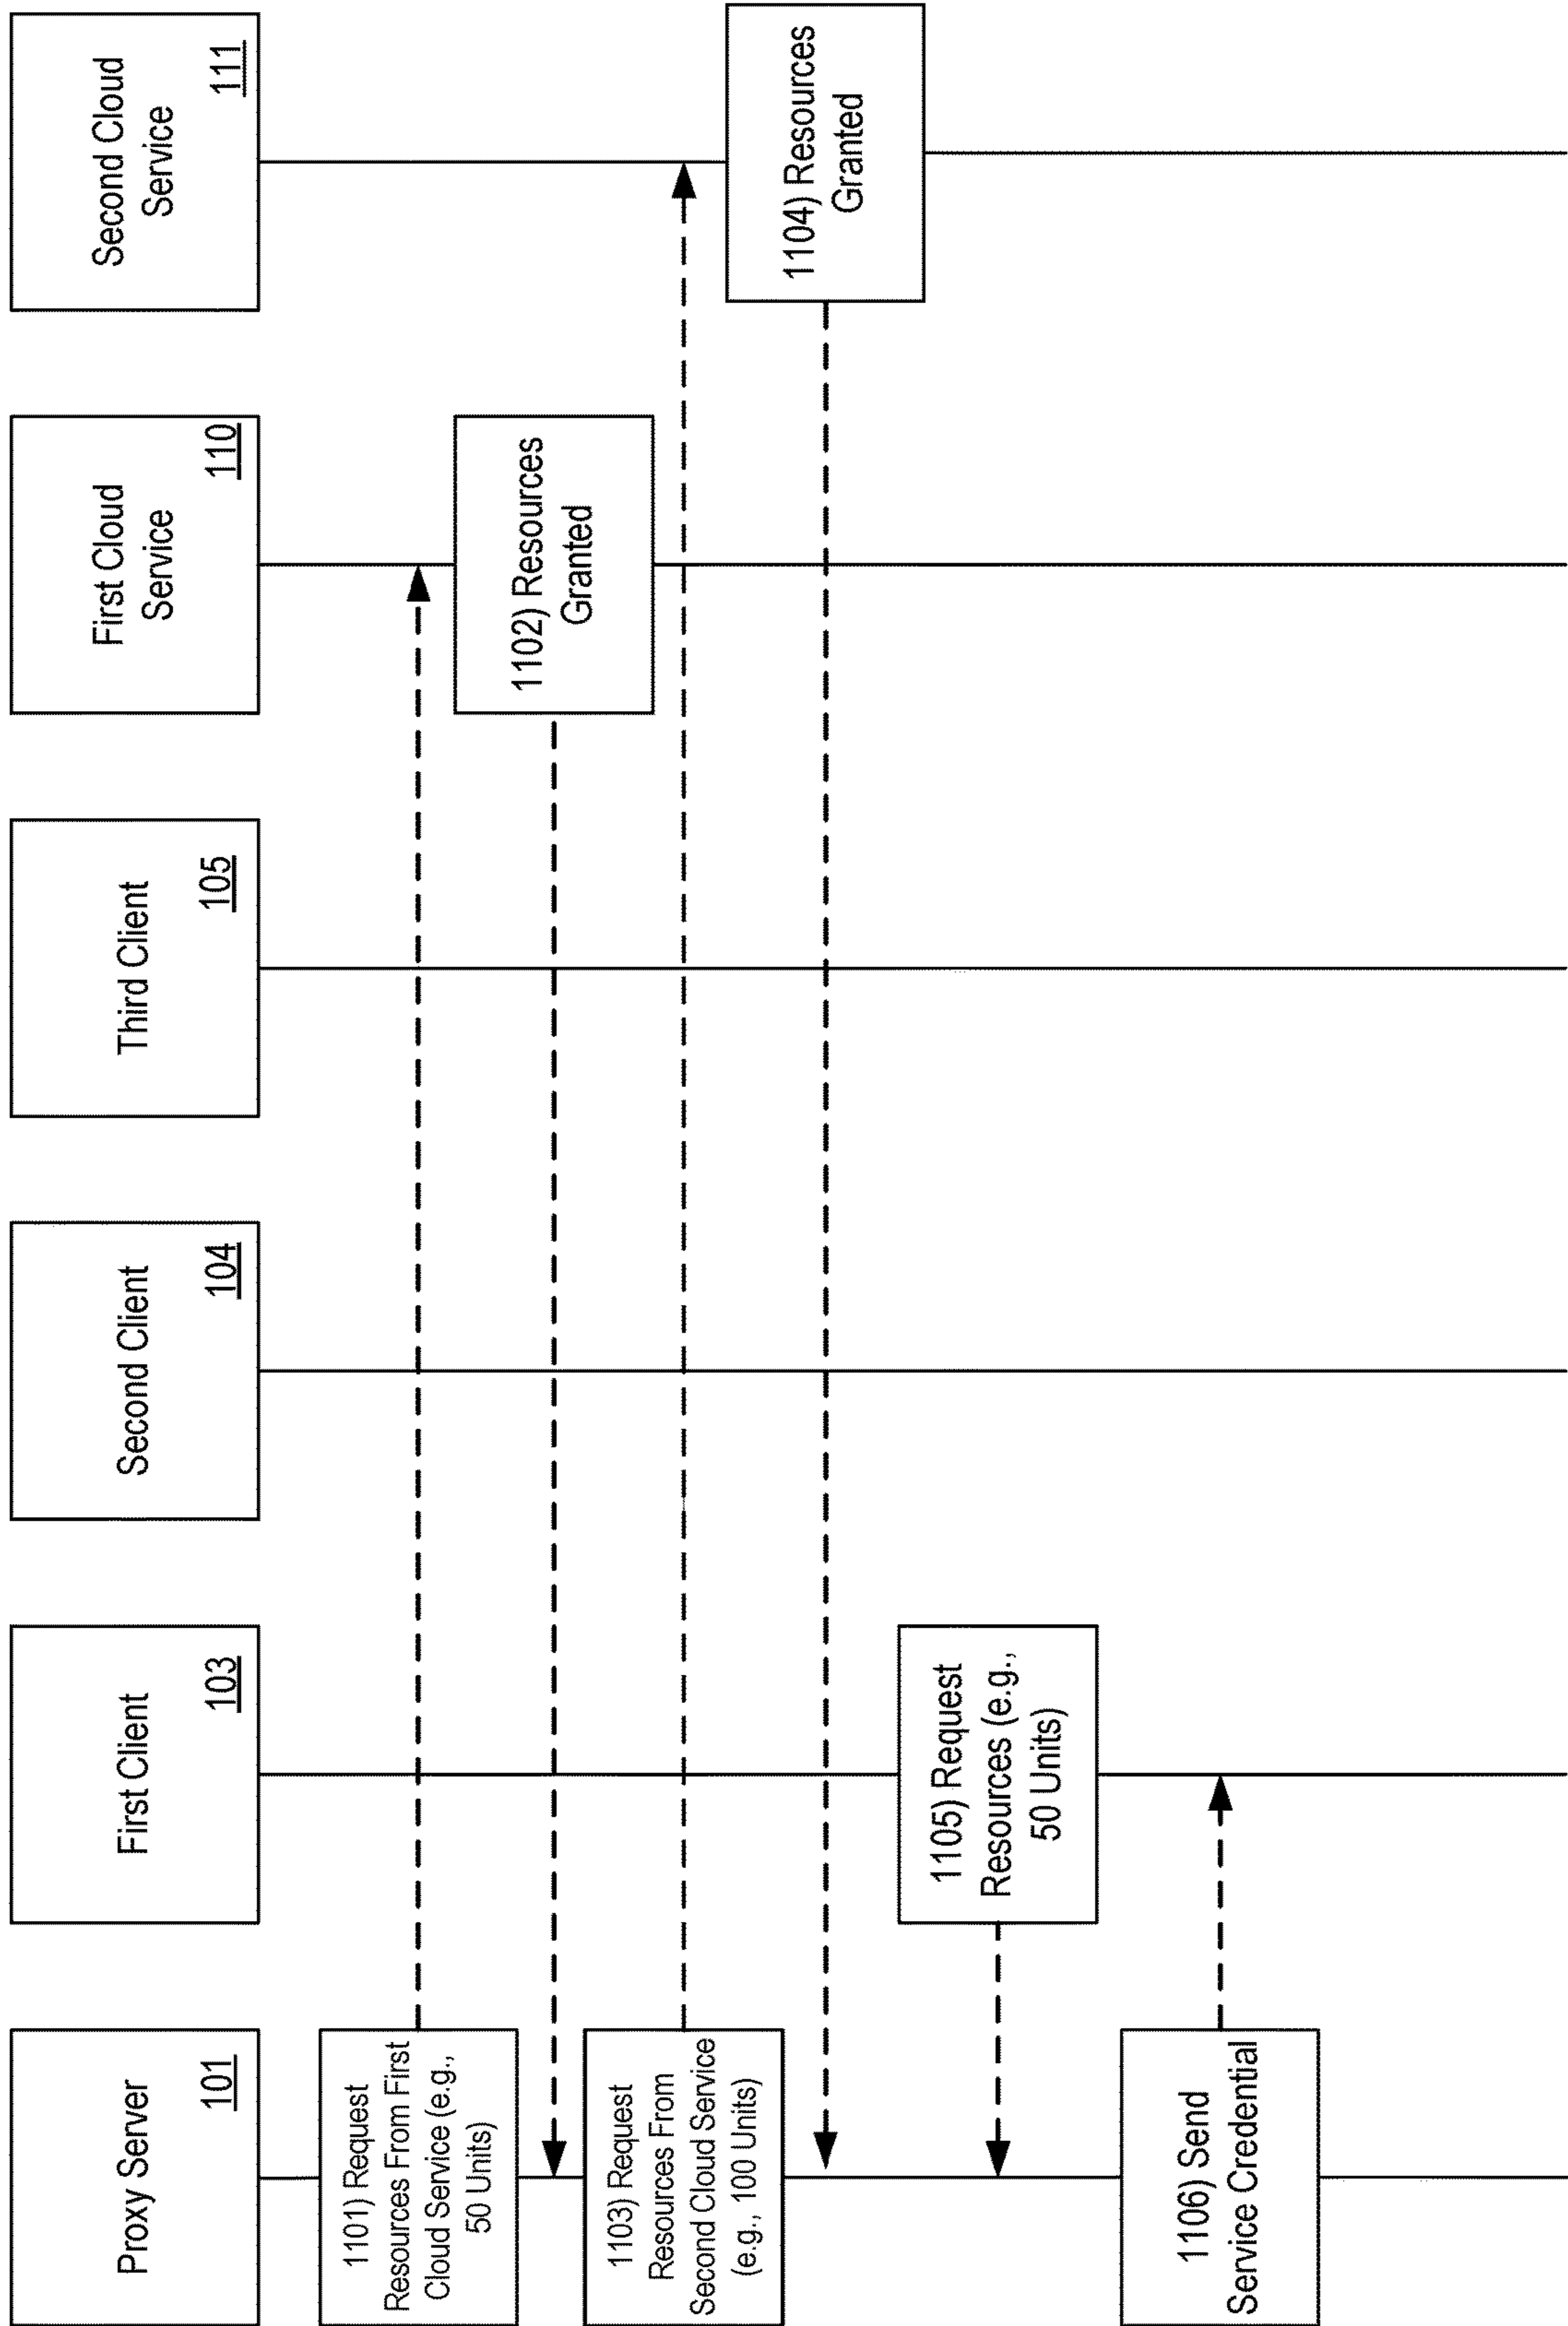 Proxy Server
101
First Client
103
Second Client
104
Third Client
105
First Cloud
Service
110
Second Cloud
Service
111
1101) Request
Resources From First
Cloud Service (e.g.,
50 Units)
1102) Resources
Granted
1103) Request
Resources From
Second Cloud Service
(e.g., 100 Units)
1104) Resources
Granted
1105) Request
Resources (e.g.,
50 Units)
1106) Send
Service Credential